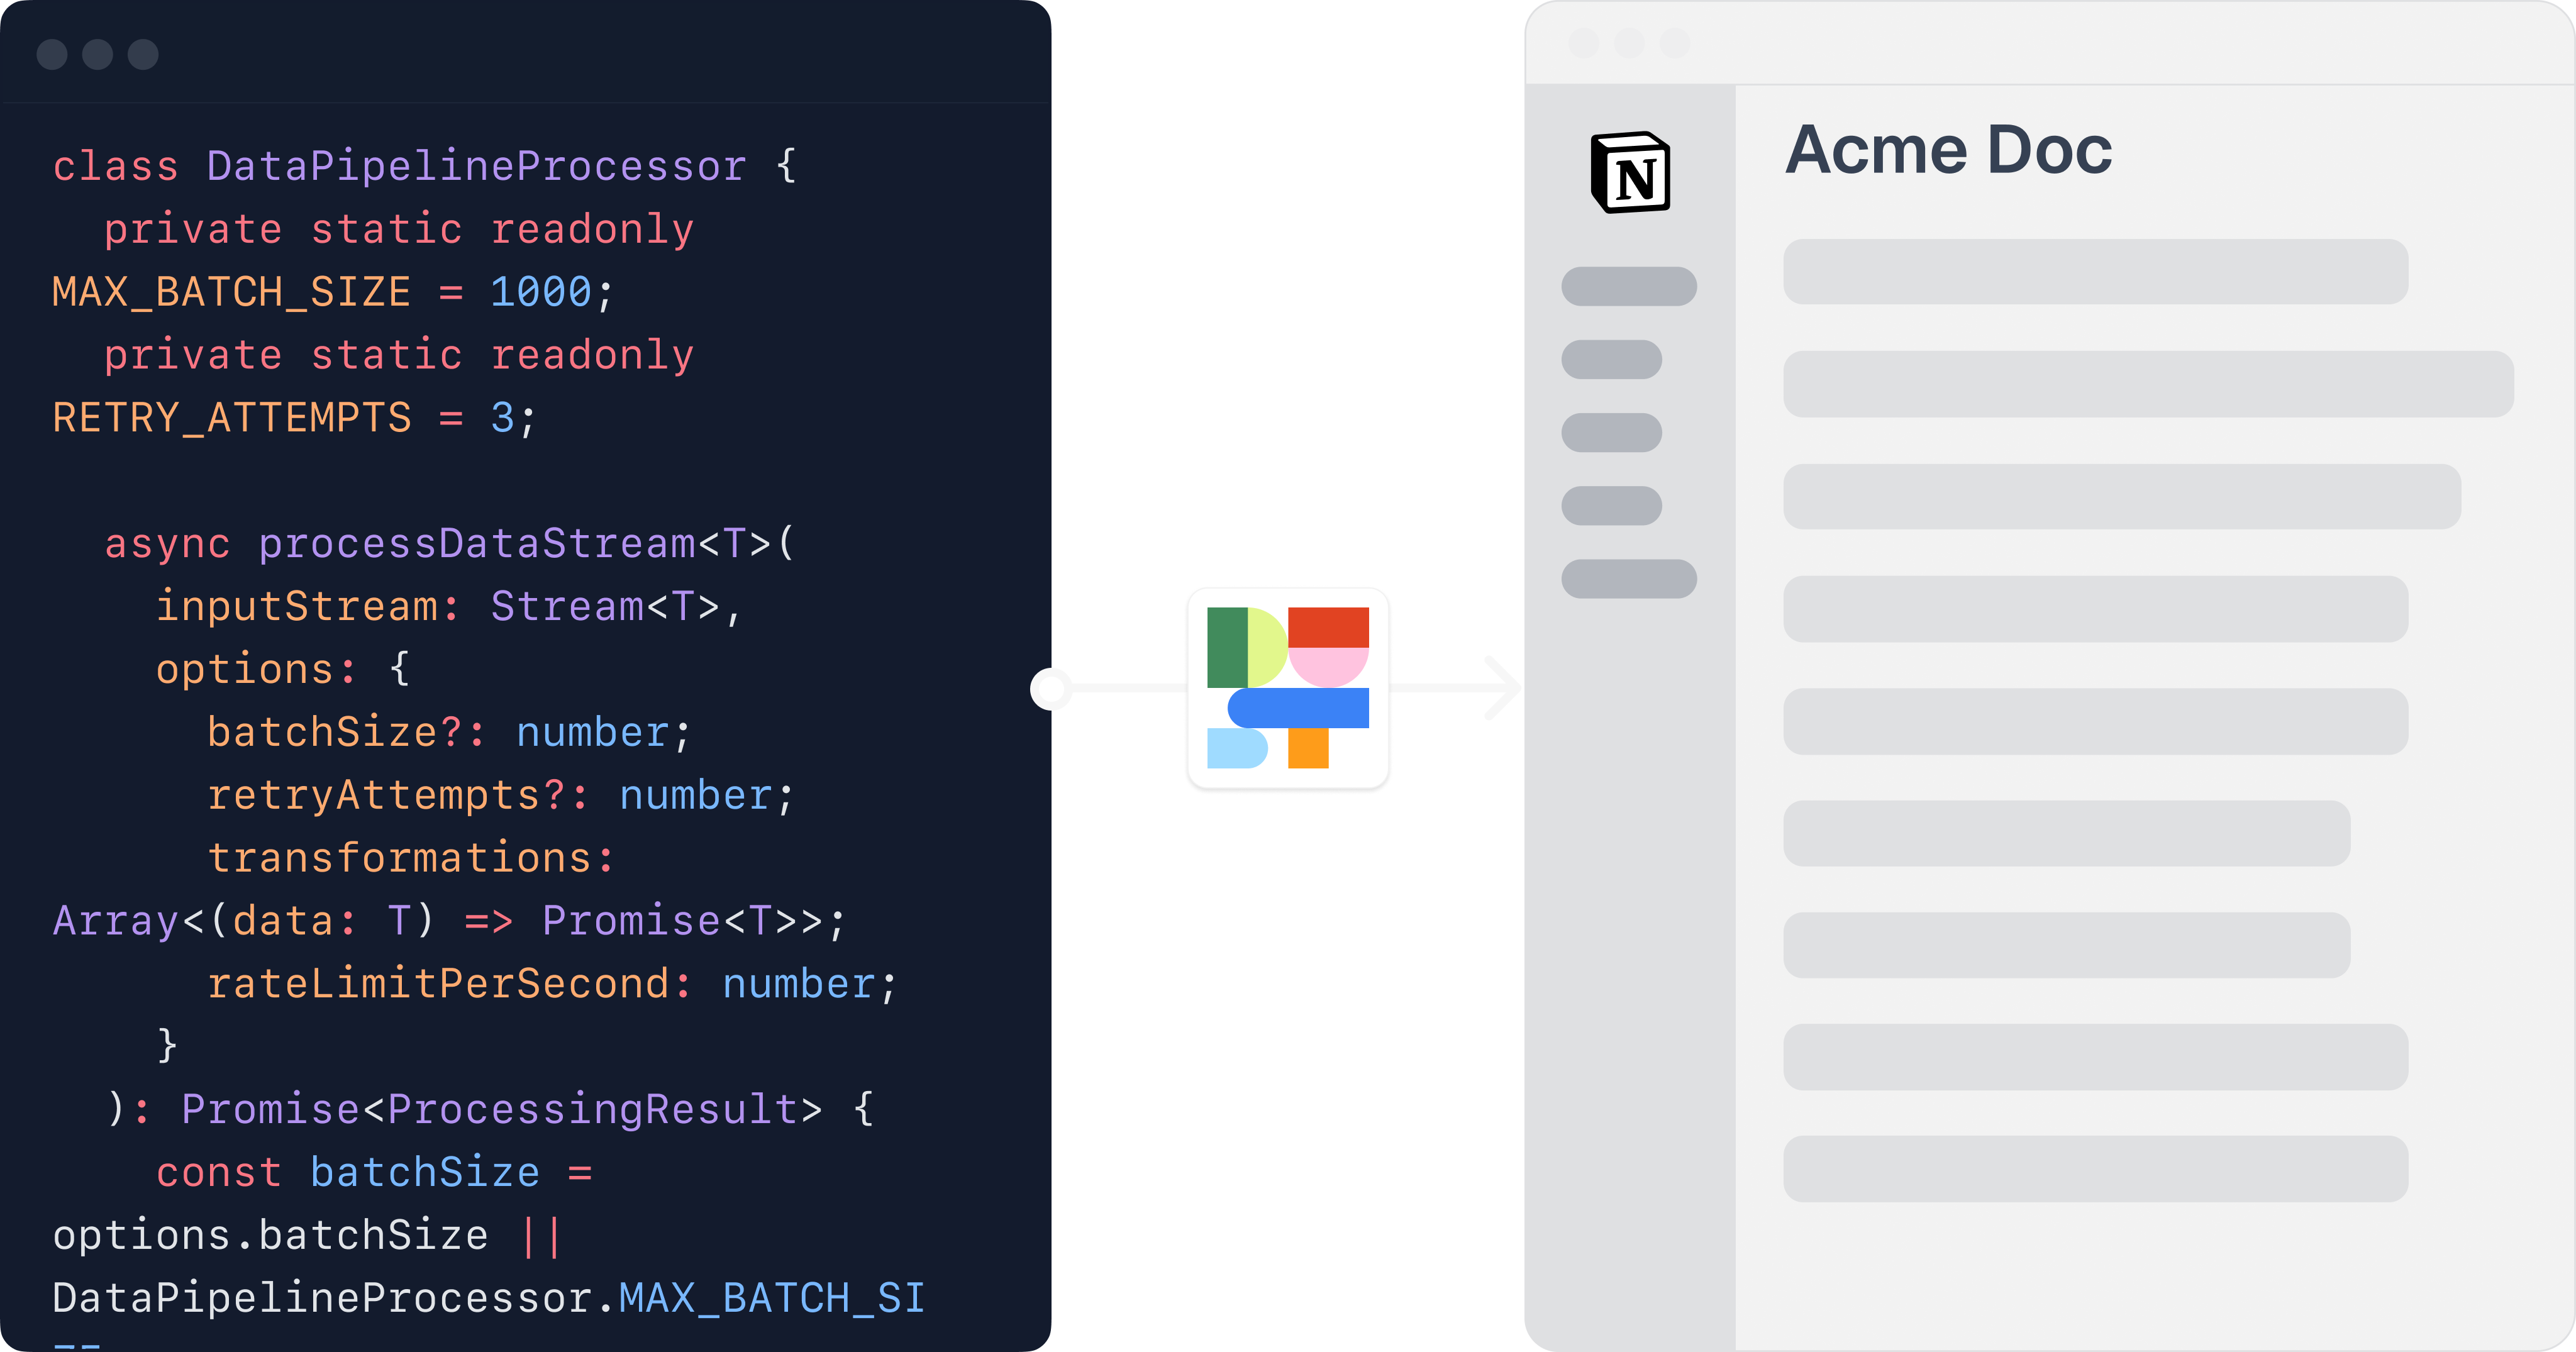 class DataPipelineProcessor {
  private static readonly
MAX_BATCH_SIZE = 1000;
  private static readonly
RETRY_ATTEMPTS = 3;
  async processDataStream<T>(
    inputStream: Stream<T>,
    options: {
      batchSize?: number;
      retryAttempts?: number;
      transformations:
Array<(data: T) => Promise<T>>;
      rateLimitPerSecond: number;
    }
  ): Promise<ProcessingResult> {
    const batchSize =
options.batchSize ||
DataPipelineProcessor.MAX_BATCH_SI
N
Acme Doc